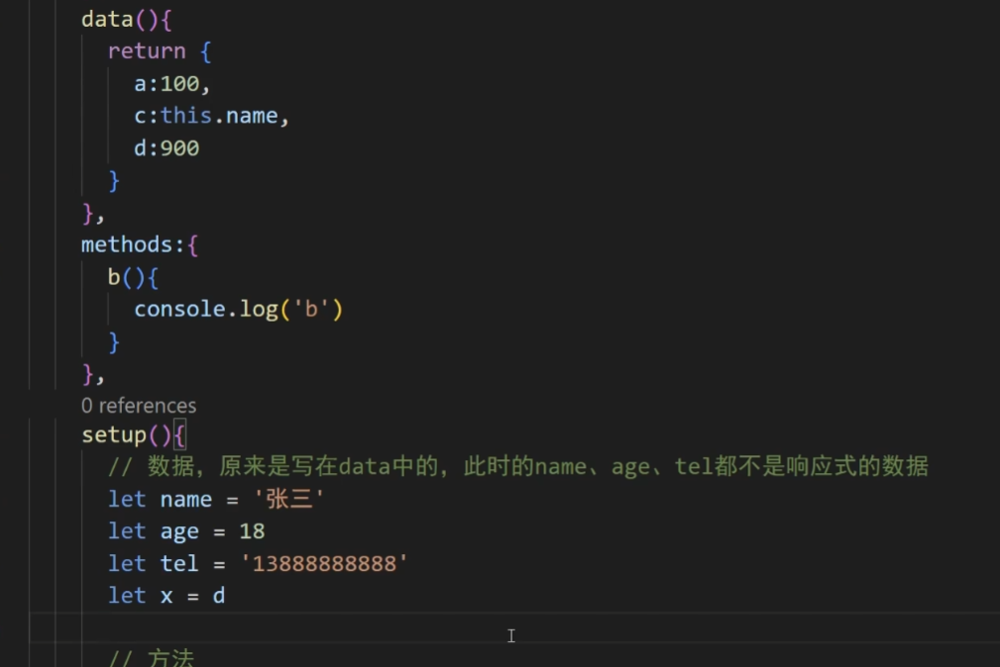 data(){
return {
a:100,
c:this.name,
d:900
}
},
methods:{
b(){
console.log('b')
}
},
0 references
setup(){
// 数据，原来是写在data中的，此时的name、age、tel都不是响应式的数据
let name = '张三'
let age = 18
let tel = '13888888888'
let x = d
// 方法